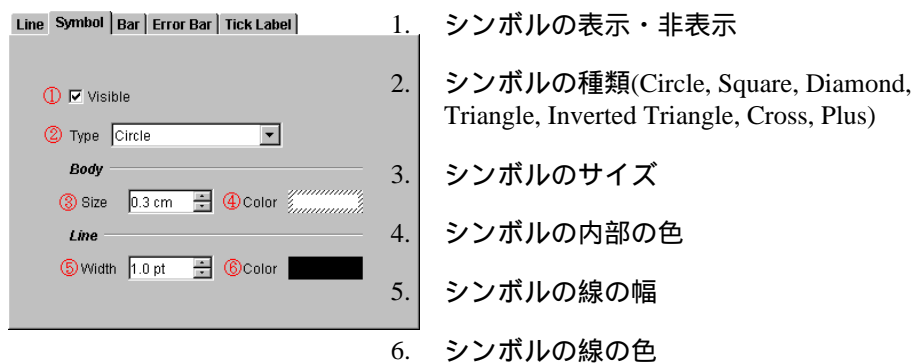 Line Symbol Bar Error Bar Tick Label
① Visible
② Type Circle
Body
③ Size 0.3 cm ④ Color
Line
⑤ Width 1.0 pt ⑥ Color
1. シンボルの表示・非表示
2. シンボルの種類(Circle, Square, Diamond,
Triangle, Inverted Triangle, Cross, Plus)
3. シンボルのサイズ
4. シンボルの内部の色
5. シンボルの線の幅
6. シンボルの線の色